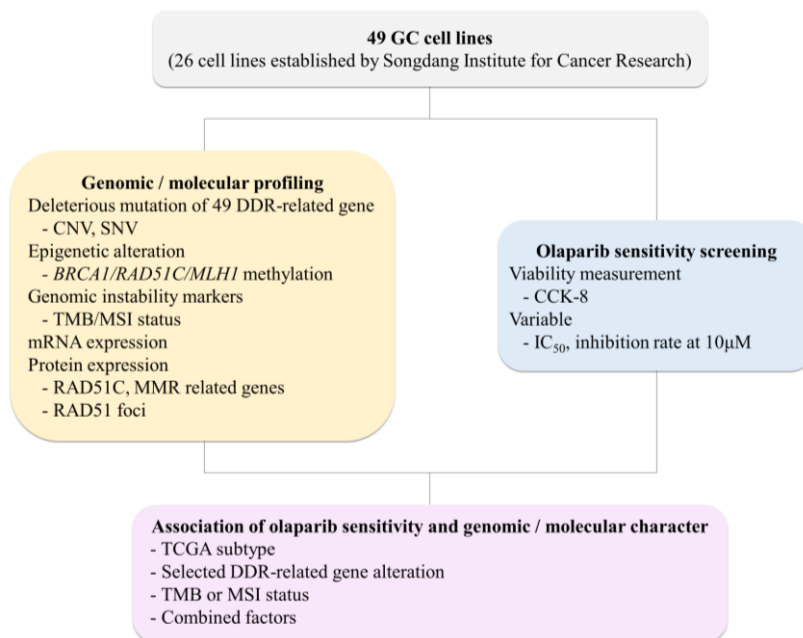 49 GC cell lines
(26 cell lines established by Songdang Institute for Cancer Research)
Genomic / molecular profiling
Deleterious mutation of 49 DDR-related gene
- CNV, SNV
Epigenetic alteration
- BRCA1/RAD51C/MLH1 methylation
Genomic instability markers
- TMB/MSI status
mRNA expression
Protein expression
- RAD51C, MMR related genes
- RAD51 foci
Olaparib sensitivity screening
Viability measurement
- CCK-8
Variable
- IC₅₀, inhibition rate at 10μM
Association of olaparib sensitivity and genomic / molecular character
- TCGA subtype
- Selected DDR-related gene alteration
- TMB or MSI status
- Combined factors